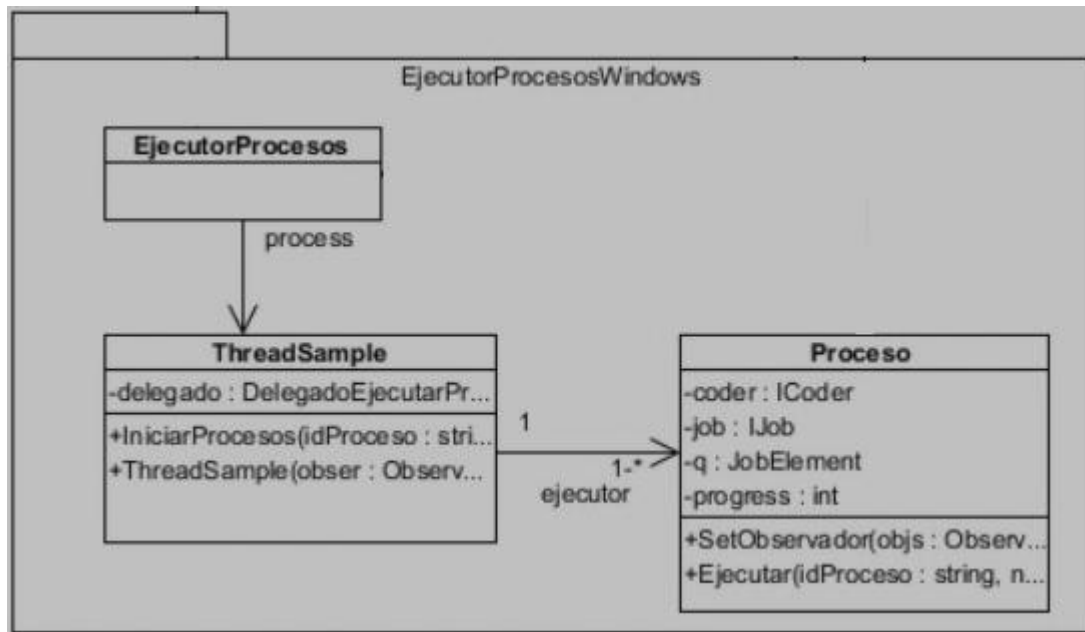 EjecutorProcesosWindows
EjecutorProcesos
process
ThreadSample
-delegado : DelegadoEjecutarPr...
+IniciarProcesos(idProceso : stri...
+ThreadSample(obser : Observ...
1
1-*
ejecutor
Proceso
-coder : ICoder
-job : IJob
-q : JobElement
-progress : int
+SetObservador(objs : Observ...
+Ejecutar(idProceso : string, n...